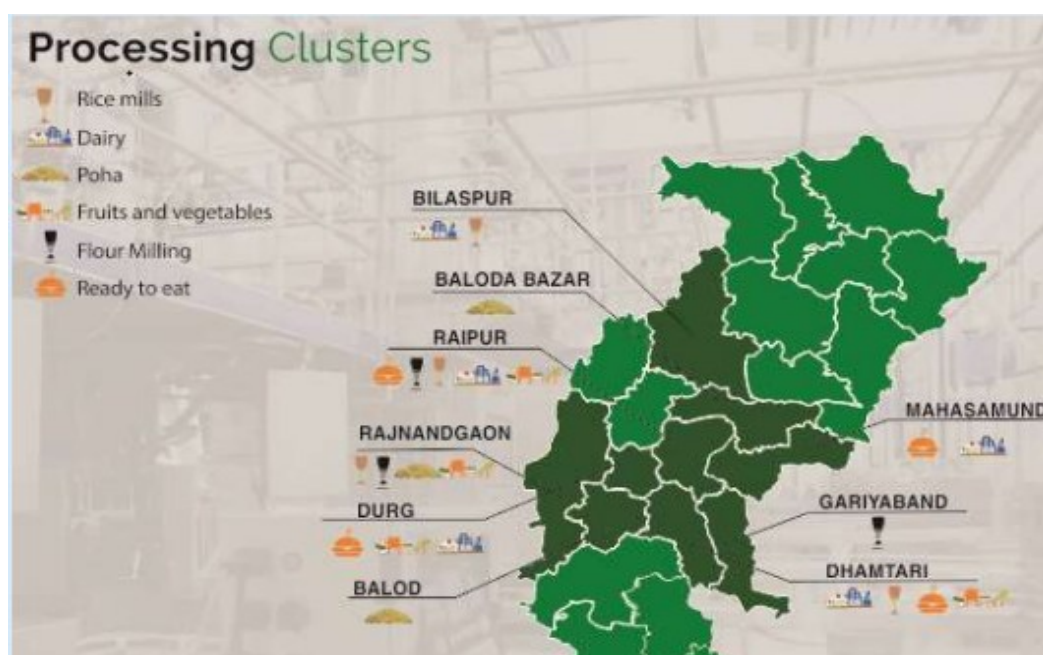 Processing Clusters
Rice mills
Dairy
Poha
Fruits and vegetables
Flour Milling
Ready to eat
BILASPUR
BALODA BAZAR
RAIPUR
RAJNANDGAON
DURG
BALOD
MAHASAMUND
GARIYABAND
DHAMTARI